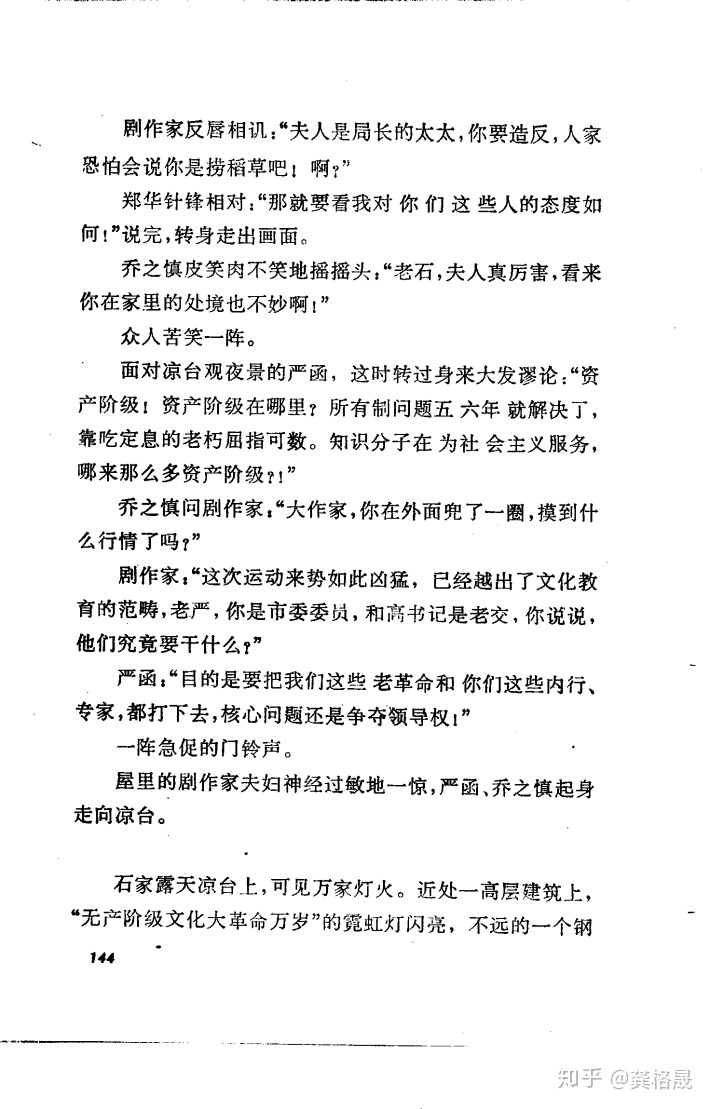 剧作家反唇相讥:“夫人是局长的太太,你要造反,人家
恐怕会说你是捞稻草吧!啊?”
郑华针锋相对:“那就要看我对你们这些人的态度如
何!”说完,转身走出画面。
乔之慎皮笑肉不笑地摇摇头:“老石,夫人真厉害,看来
你在家里的处境也不妙啊!”
众人苦笑一阵。
面对凉台观夜景的严函,这时转过身来大发谬论:“资
产阶级!资产阶级在哪里?所有制问题五六年就解决了,
靠吃定息的老朽屈指可数。知识分子在为社会主义服务,
哪来那么多资产阶级?!”
乔之慎问剧作家:“大作家,你在外面兜了一圈,摸到什
么行情了吗?”
剧作家:“这次运动来势如此凶猛,已经越出了文化教
育的范畴,老严,你是市委委员,和高书记是老交,你说说,
他们究竟要干什么?”
严函:“目的是要把我们这些老革命和你们这些内行、
专家,都打下去,核心问题还是争夺领导权!”
一阵急促的门铃声。
屋里的剧作家夫妇神经过敏地一惊,严函、乔之慎起身
走向凉台。
石家露天凉台上,可见万家灯火。近处一高层建筑上,
“无产阶级文化大革命万岁”的霓虹灯闪亮,不远的一个钢
144
知乎 @龚格晟